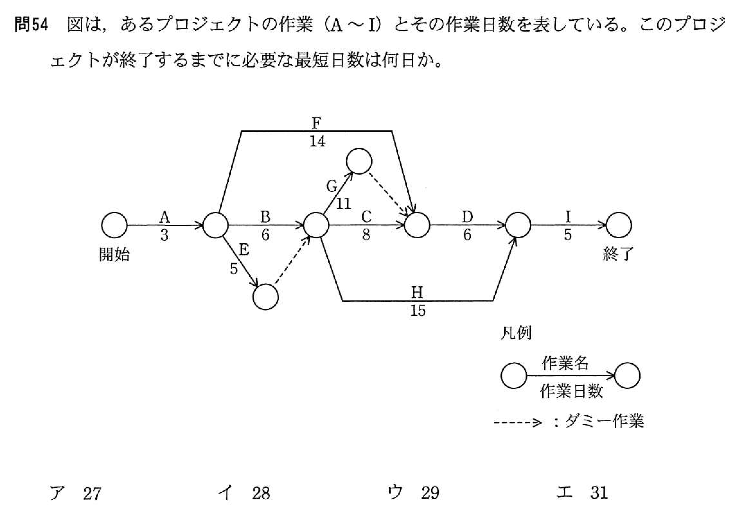 問54 図は，あるプロジェクトの作業（A～I）とその作業日数を表している。このプロジ
ェクトが終了するまでに必要な最短日数は何日か。
F
14
G
11
A
3
B
6
C
8
D
6
I
5
E
5
開始
終了
H
15
凡例
作業名
作業日数
：ダミー作業
ア 27
イ 28
ウ 29
エ 31